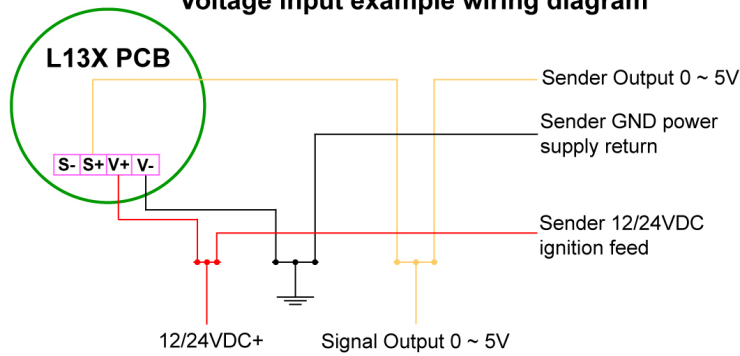 Voltage input example wiring diagram
L13X PCB
Sender Output 0 ~ 5V
Sender GND power
supply return
S- S+ V+ V-
Sender 12/24VDC
ignition feed
12/24VDC+
Signal Output 0 ~ 5V